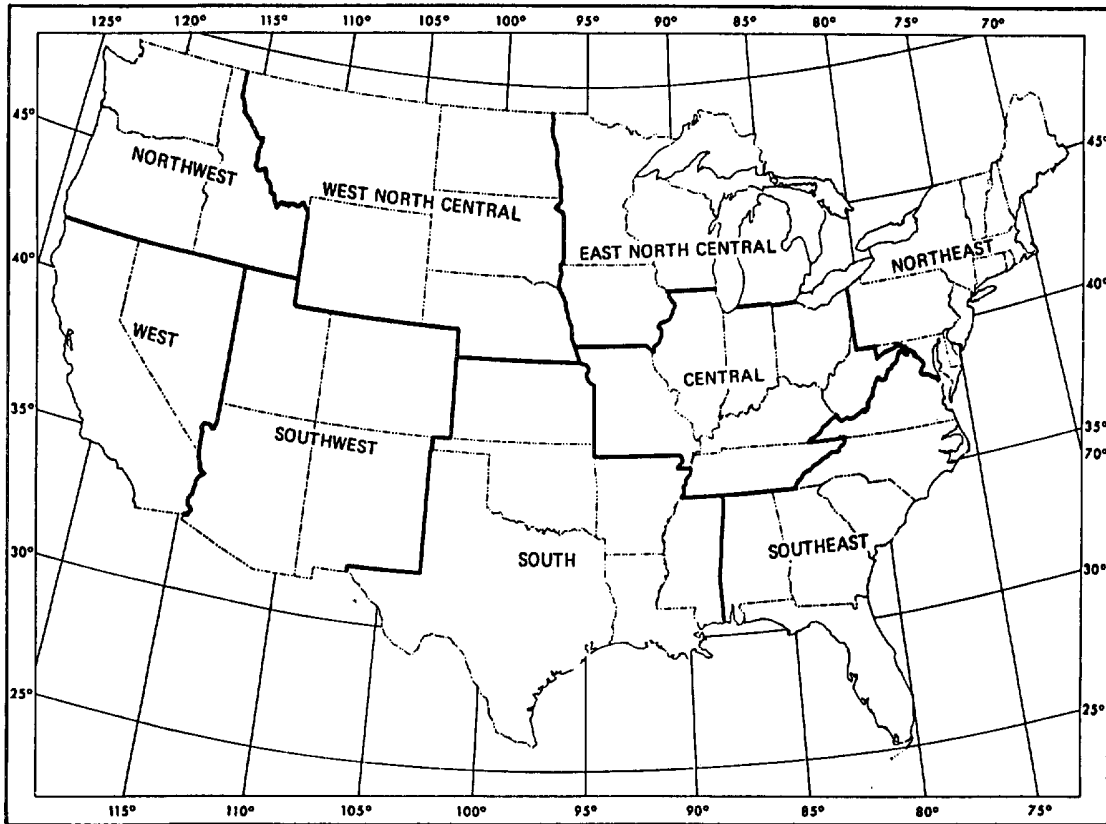 125° 120° 115° 110° 105° 100° 95° 90° 85° 80° 75° 70°
45° 45°
NORTHWEST
WEST NORTH CENTRAL
EAST NORTH CENTRAL
NORTHEAST
40° 40°
WEST
CENTRAL
35° 35°
70°
SOUTHWEST
SOUTH
SOUTHEAST
30° 30°
25° 25°
115° 110° 105° 100° 95° 90° 85° 80° 75°